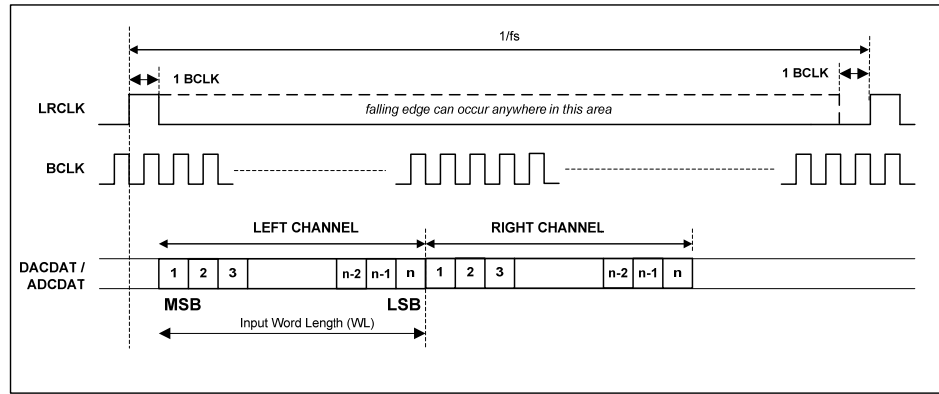 1/fs
1 BCLK
1 BCLK
LRCLK
falling edge can occur anywhere in this area
BCLK
LEFT CHANNEL
RIGHT CHANNEL
DACDAT /
ADCDAT
1 2 3 n-2 n-1 n 1 2 3 n-2 n-1 n
MSB
LSB
Input Word Length (WL)